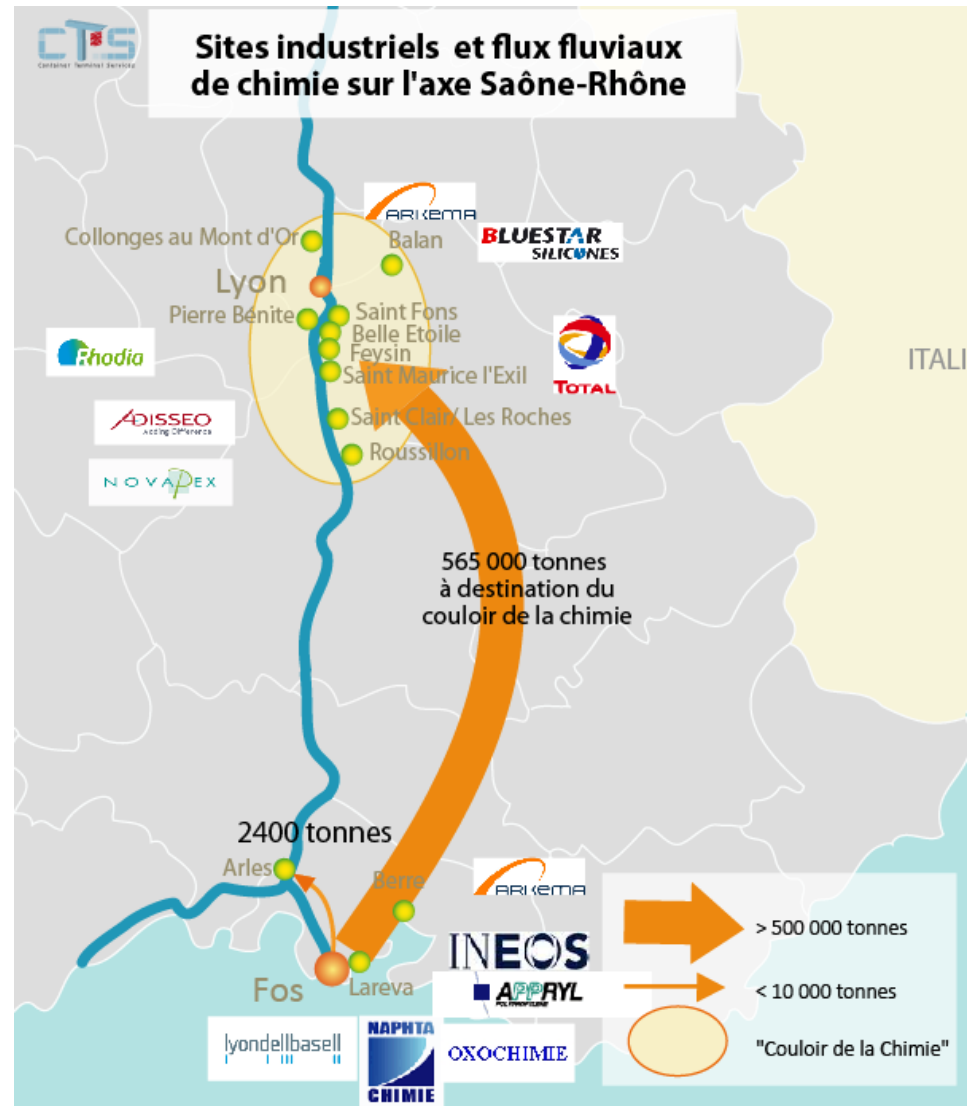 CTS
Container Terminal Services
Sites industriels et flux fluviaux
de chimie sur l'axe Saône-Rhône
ARKEMA
Collonges au Mont d'Or
Balan
BLUESTAR
SILICONES
Lyon
Pierre Bénite
Saint Fons
Belle Etoile
Rhodia
Feysin
ITALI
Saint Maurice l'Exil
TOTAL
ADISSEO
Acting Difference
Saint Clair/ Les Roches
Roussillon
NOVAPEX
565 000 tonnes
à destination du
couloir de la chimie
2400 tonnes
Arles
Berre
ARKEMA
> 500 000 tonnes
INEOS
Fos
Lareva
APPRYL
POLYPROPYLENE
< 10 000 tonnes
lyondellbasell
NAPHTA
CHIMIE
OXOCHIMIE
"Couloir de la Chimie"